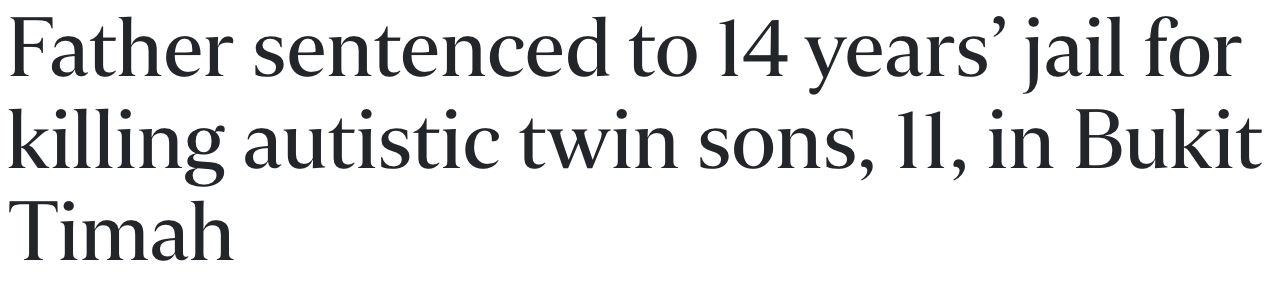 Father sentenced to 14 years’ jail for
killing autistic twin sons, 11, in Bukit
Timah